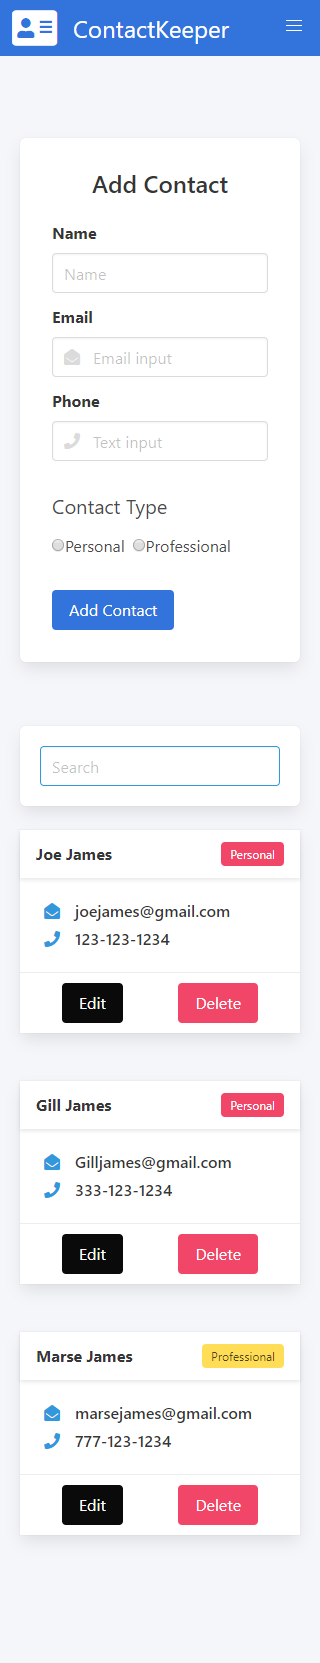 ContactKeeper
Add Contact
Name
Name
Email
Email input
Phone
Text input
Contact Type
Personal Professional
Add Contact
Search
Joe James Personal
joejames@gmail.com
123-123-1234
Edit Delete
Gill James Personal
Gilljames@gmail.com
333-123-1234
Edit Delete
Marse James Professional
marsejames@gmail.com
777-123-1234
Edit Delete